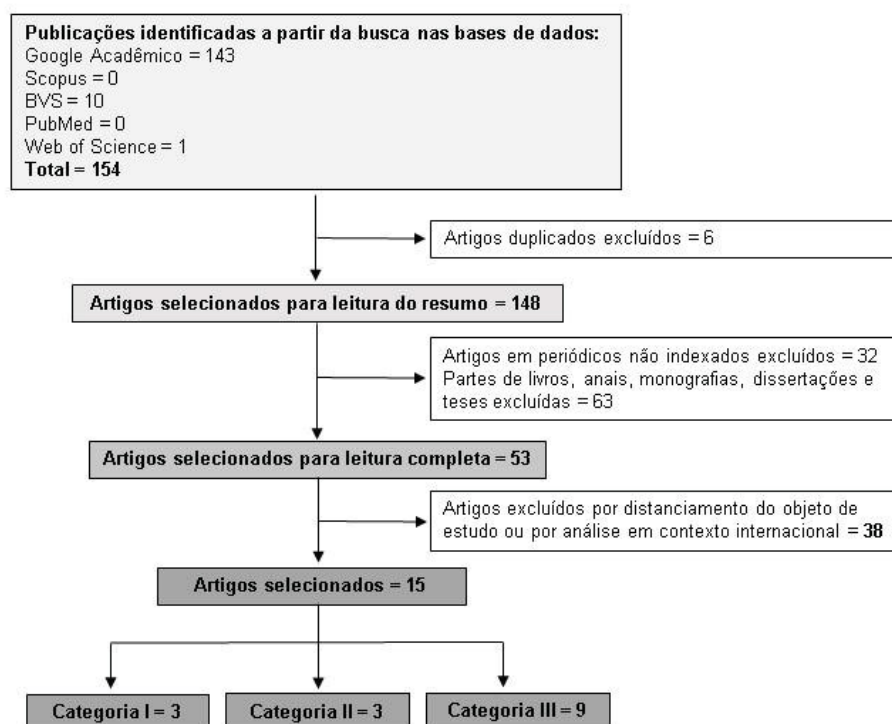 Publicações identificadas a partir da busca nas bases de dados:
Google Acadêmico = 143
Scopus = 0
BVS = 10
PubMed = 0
Web of Science = 1
Total = 154
Artigos duplicados excluídos = 6
Artigos selecionados para leitura do resumo = 148
Artigos em periódicos não indexados excluídos = 32
Partes de livros, anais, monografias, dissertações e
teses excluídas = 63
Artigos selecionados para leitura completa = 53
Artigos excluídos por distanciamento do objeto de
estudo ou por análise em contexto internacional = 38
Artigos selecionados = 15
Categoria I = 3
Categoria II = 3
Categoria III = 9